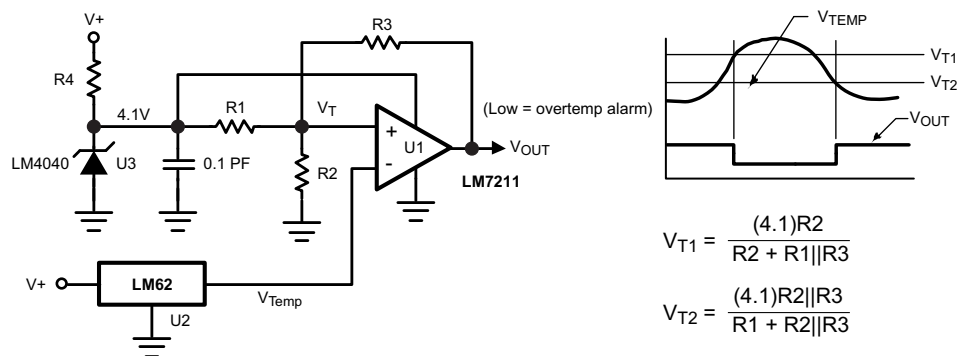 V+
R4
4.1V
R1
VT
R3
R2
LM4040
U3
0.1 PF
+
-
U1
LM7211
VOUT
(Low = overtemp alarm)
V+
LM62
U2
VTemp
VTEMP
VT1
VT2
VOUT
VT1 = (4.1)R2
R2 + R1||R3
VT2 = (4.1)R2||R3
R1 + R2||R3